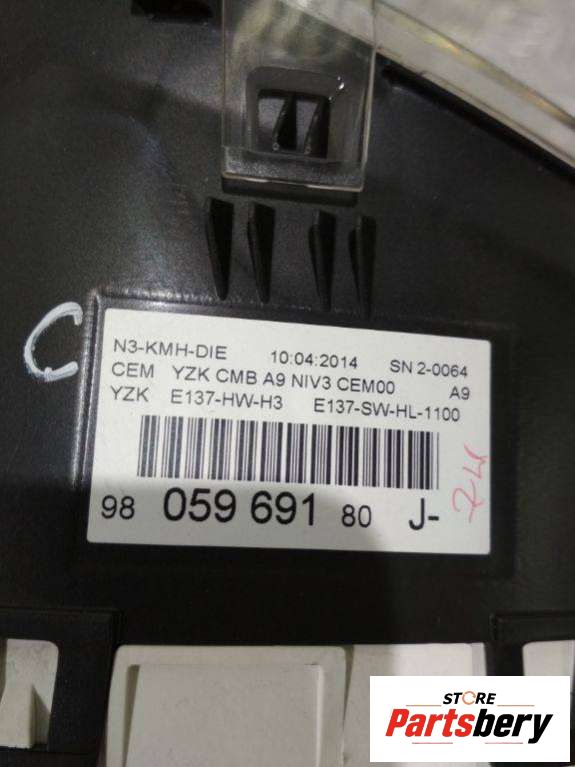 C
N3-KMH-DIE 10:04:2014 SN 2-0064
CEM YZK CMB A9 NIV3 CEM00 A9
YZK E137-HW-H3 E137-SW-HL-1100
98 059 691 80 J-
STORE
Partsbery